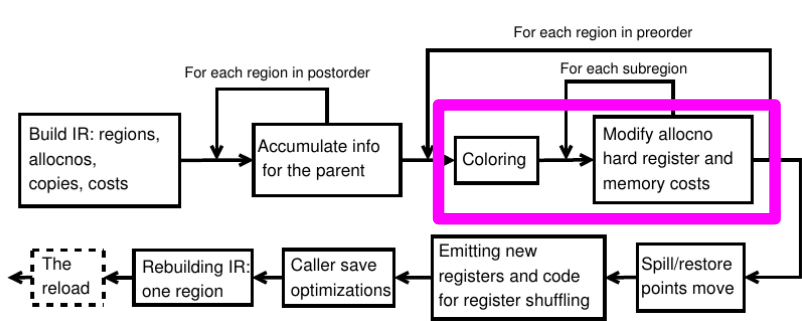 For each region in preorder
For each region in postorder
For each subregion
Build IR: regions,
allocnos,
copies, costs
Accumulate info
for the parent
Coloring
Modify allocno
hard register and
memory costs
The
reload
Rebuilding IR:
one region
Caller save
optimizations
Emitting new
registers and code
for register shuffling
Spill/restore
points move